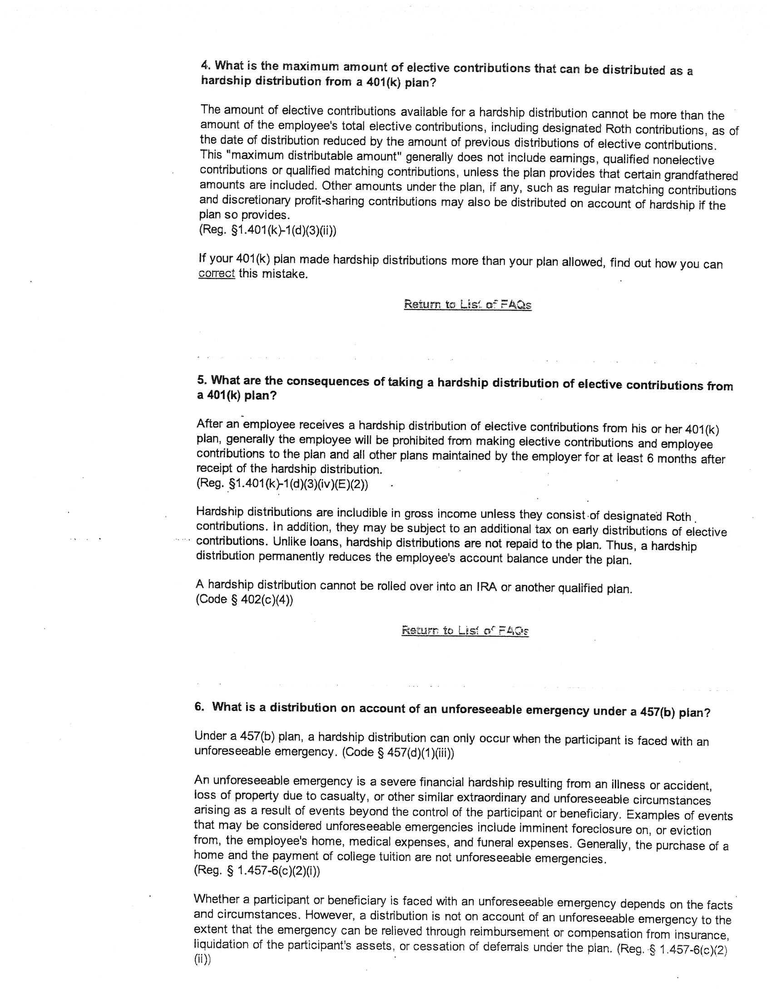 4. What is the maximum amount of elective contributions that can be distributed as a
hardship distribution from a 401(k) plan?
The amount of elective contributions available for a hardship distribution cannot be more than the
amount of the employee's total elective contributions, including designated Roth contributions, as of
the date of distribution reduced by the amount of previous distributions of elective contributions.
This "maximum distributable amount" generally does not include earnings, qualified nonelective
contributions or qualified matching contributions, unless the plan provides that certain grandfathered
amounts are included. Other amounts under the plan, if any, such as regular matching contributions
and discretionary profit-sharing contributions may also be distributed on account of hardship if the
plan so provides.
(Reg. §1.401(k)-1(d)(3)(ii))
If your 401(k) plan made hardship distributions more than your plan allowed, find out how you can
correct this mistake.
Return to List of FAQs
5. What are the consequences of taking a hardship distribution of elective contributions from
a 401(k) plan?
After an employee receives a hardship distribution of elective contributions from his or her 401(k)
plan, generally the employee will be prohibited from making elective contributions and employee
contributions to the plan and all other plans maintained by the employer for at least 6 months after
receipt of the hardship distribution.
(Reg. §1.401(k)-1(d)(3)(iv)(E)(2))
Hardship distributions are includible in gross income unless they consist of designated Roth
contributions. In addition, they may be subject to an additional tax on early distributions of elective
contributions. Unlike loans, hardship distributions are not repaid to the plan. Thus, a hardship
distribution permanently reduces the employee's account balance under the plan.
A hardship distribution cannot be rolled over into an IRA or another qualified plan.
(Code § 402(c)(4))
Return to List of FAQs
6. What is a distribution on account of an unforeseeable emergency under a 457(b) plan?
Under a 457(b) plan, a hardship distribution can only occur when the participant is faced with an
unforeseeable emergency. (Code § 457(d)(1)(iii))
An unforeseeable emergency is a severe financial hardship resulting from an illness or accident,
loss of property due to casualty, or other similar extraordinary and unforeseeable circumstances
arising as a result of events beyond the control of the participant or beneficiary. Examples of events
that may be considered unforeseeable emergencies include imminent foreclosure on, or eviction
from, the employee's home, medical expenses, and funeral expenses. Generally, the purchase of a
home and the payment of college tuition are not unforeseeable emergencies.
(Reg. § 1.457-6(c)(2)(i))
Whether a participant or beneficiary is faced with an unforeseeable emergency depends on the facts
and circumstances. However, a distribution is not on account of an unforeseeable emergency to the
extent that the emergency can be relieved through reimbursement or compensation from insurance,
liquidation of the participant's assets, or cessation of deferrals under the plan. (Reg. § 1.457-6(c)(2)
(ii))